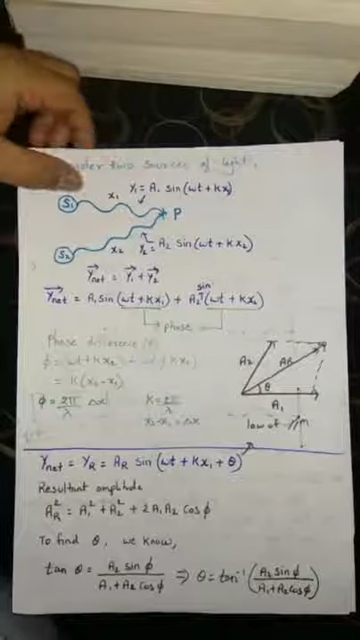 two sources of light.
Y₁ = A₁ sin(ωt + kx)
S₁
x₁
P
S₂
x₂
Y₂ = A₂ sin(ωt + kx₂)
Ynet = Y₁ + Y₂
Ynet = A₁ sin(ωt + kx₁) + A₂ sin(ωt + kx₂)
Phase
Phase difference
φ = ωt + kx₂ - ωt + kx₁
= K(x₂-x₁)
φ = 2π/λ Δx
K = 2π/λ
x₂-x₁ = Δx
A₂
AR
θ
A₁
law of
Ynet = YR = AR sin(ωt + kx₁ + θ)
Resultant amplitude
AR² = A₁² + A₂² + 2A₁A₂ cos φ
To find θ, we know,
tan θ = A₂ sin φ / A₁ + A₂ cos φ ⇒ θ = tan⁻¹ (A₂ sin φ / A₁ + A₂ cos φ)